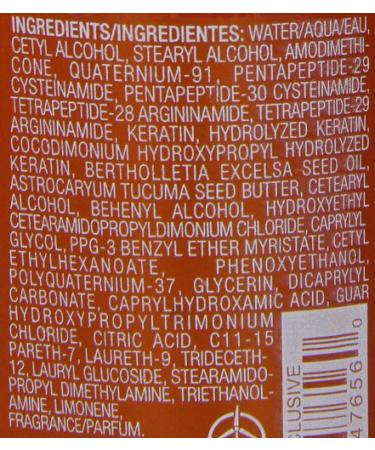 INGREDIENTS/INGREDIENTES: WATER/AQUA/EAU,
CETYL ALCOHOL, STEARYL ALCOHOL, AMODIMETHI-
CONE, QUATERNIUM-91, PENTAPEPTIDE-29
CYSTEINAMIDE, PENTAPEPTIDE-30 CYSTEINAMIDE,
TETRAPEPTIDE-28 ARGININAMIDE, TETRAPEPTIDE-29
ARGININAMIDE, KERATIN, HYDROLYZED KERATIN,
COCGDIMONIUM HYDROXYPROPYL HYDROLYZED
KERATIN, BERTHOLLETIA EXCELSA SEED OIL,
ASTROCARYUM TUCUMA SEED BUTTER, CETEARYL
ALCOHOL, BEHENYL ALCOHOL, HYDROXYETHYL
CETEARAMIDOPROPYLDIMONIUM CHLORIDE, CAPRYLYL
GLYCOL, PPG-3 BENZYL ETHER MYRISTATE, CETYL
ETHYLHEXANOATE, PHENOXYETHANOL,
POLYQUATERNIUM-37, GLYCERIN, DICAPRYLYL
CARBONATE, CAPRYLHYDROXAMIC ACID, GUAR
HYDROXYPROPYLTRIMONIUM
CHLORIDE, CITRIC ACID, C11-15
PARETH-7, LAURETH-9, TRIDECETH-
12, LAURYL GLUCOSIDE, STEARAMIDO-
PROPYL DIMETHYLAMINE, TRIETHANOL-
AMINE, LIMONENE,
FRAGRANCE/PARFUM.
CLUSIVE
47656 0